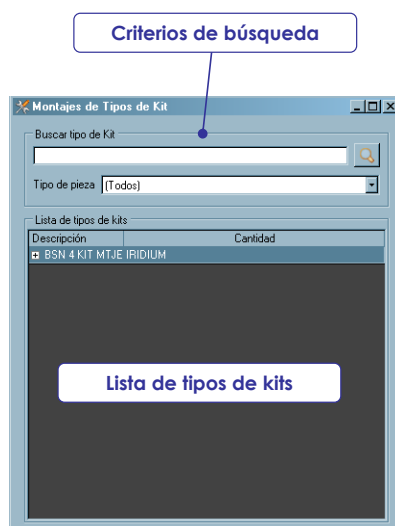 Criterios de búsqueda
Montajes de Tipos de Kit
Buscar tipo de Kit
Tipo de pieza (Todos)
Lista de tipos de kits
Descripción Cantidad
BSN 4 KIT MTJE IRIDIUM
Lista de tipos de kits